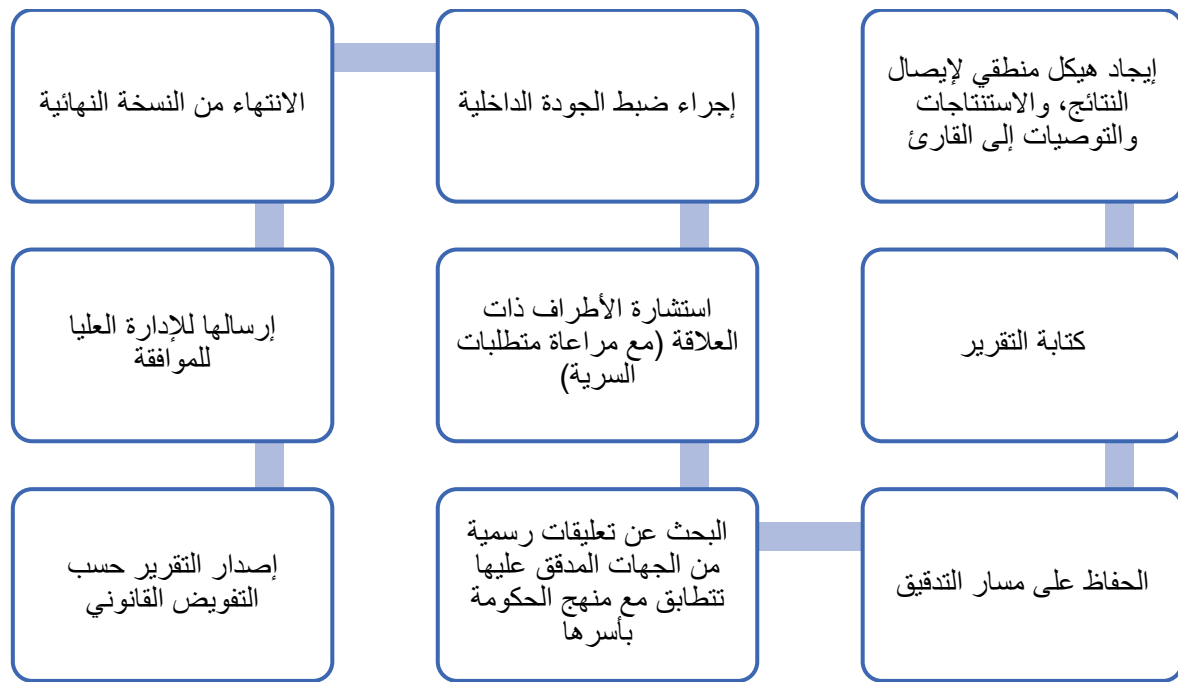 إيجاد هيكل منطقي لإيصال
النتائج، والاستنتاجات
والتوصيات إلى القارئ
كتابة التقرير
الحفاظ على مسار التدقيق
البحث عن تعليقات رسمية
من الجهات المدقق عليها
تتطابق مع منهج الحكومة
بأسرها
استشارة الأطراف ذات
العلاقة (مع مراعاة متطلبات
السرية)
إجراء ضبط الجودة الداخلية
الانتهاء من النسخة النهائية
إرسالها للإدارة العليا
للموافقة
إصدار التقرير حسب
التفويض القانوني